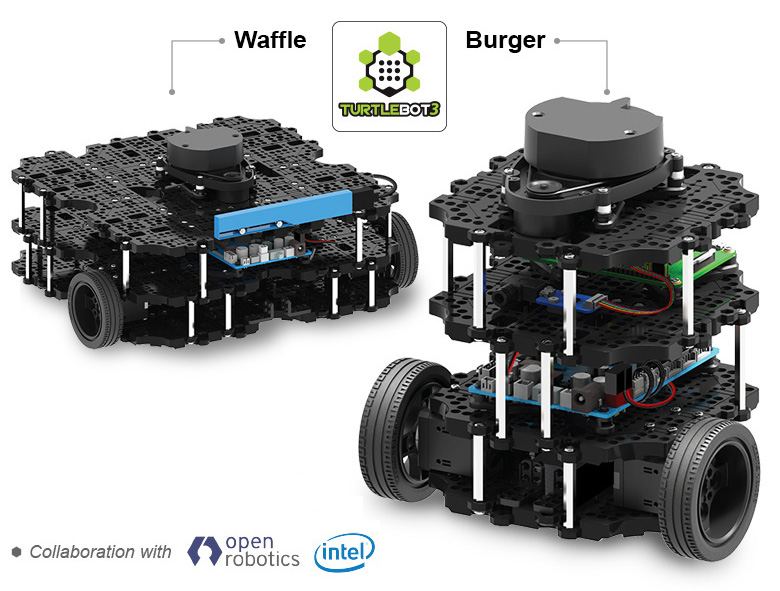 Waffle
TURTLEBOT3
Burger
Collaboration with
open
robotics
intel